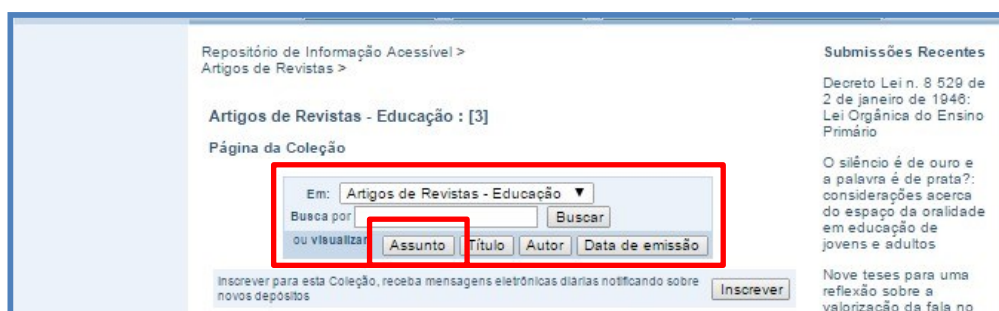 Repositório de Informação Acessível >
Artigos de Revistas >
Artigos de Revistas - Educação : [3]
Página da Coleção
Em: Artigos de Revistas - Educação ▼
Busca por Buscar
ou visualizar Assunto Título Autor Data de emissão
Inscrever para esta Coleção, receba mensagens eletrônicas diárias notificando sobre
novos depósitos
Inscrever
Submissões Recentes
Decreto Lei n. 8 529 de
2 de janeiro de 1946:
Lei Orgânica do Ensino
Primário
O silêncio é de ouro e
a palavra é de prata?:
considerações acerca
do espaço da oralidade
em educação de
jovens e adultos
Nove teses para uma
reflexão sobre a
valorização da fala no